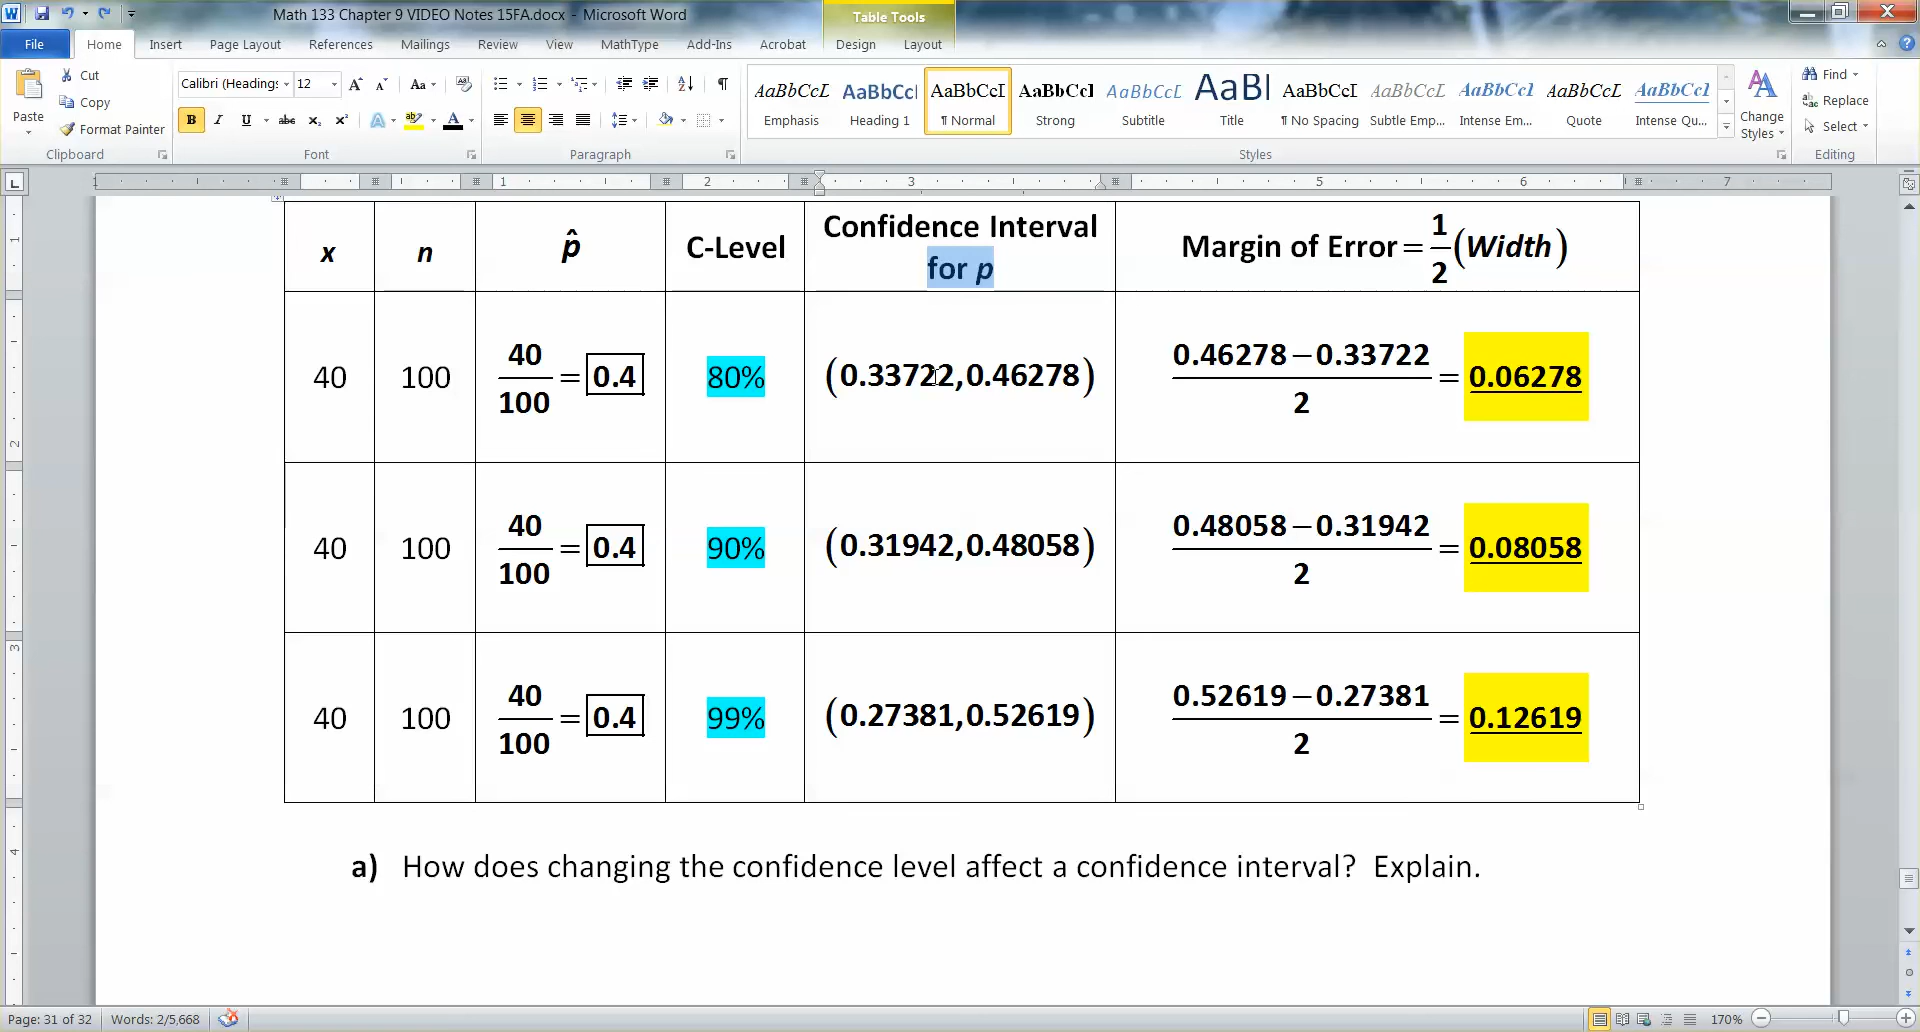 Math 133 Chapter 9 VIDEO Notes 15FA.docx - Microsoft Word
Table Tools
File Home Insert Page Layout References Mailings Review View MathType Add-Ins Acrobat Design Layout
Paste
Cut
Copy
Format Painter
Clipboard
Calibri (Headings 12
Font
Paragraph
AaBbCcL AaBbCcI AaBbCcI AaBbCcI AaBbCcL AaBl AaBbCcI AaBbCcL AaBbCcI AaBbCcL AaBbCcI
Emphasis Heading 1 ¶ Normal Strong Subtitle Title ¶ No Spacing Subtle Emp... Intense Em... Quote Intense Qu...
Change Styles
Styles
Find
Replace
Select
Editing
x n p̂ C-Level Confidence Interval for p Margin of Error = 1/2 (Width)
40 100 40/100 = 0.4 80% (0.33722,0.46278) 0.46278 – 0.33722 / 2 = 0.06278
40 100 40/100 = 0.4 90% (0.31942,0.48058) 0.48058 – 0.31942 / 2 = 0.08058
40 100 40/100 = 0.4 99% (0.27381,0.52619) 0.52619 – 0.27381 / 2 = 0.12619
a) How does changing the confidence level affect a confidence interval? Explain.
Page: 31 of 32 Words: 2/5,668 170%